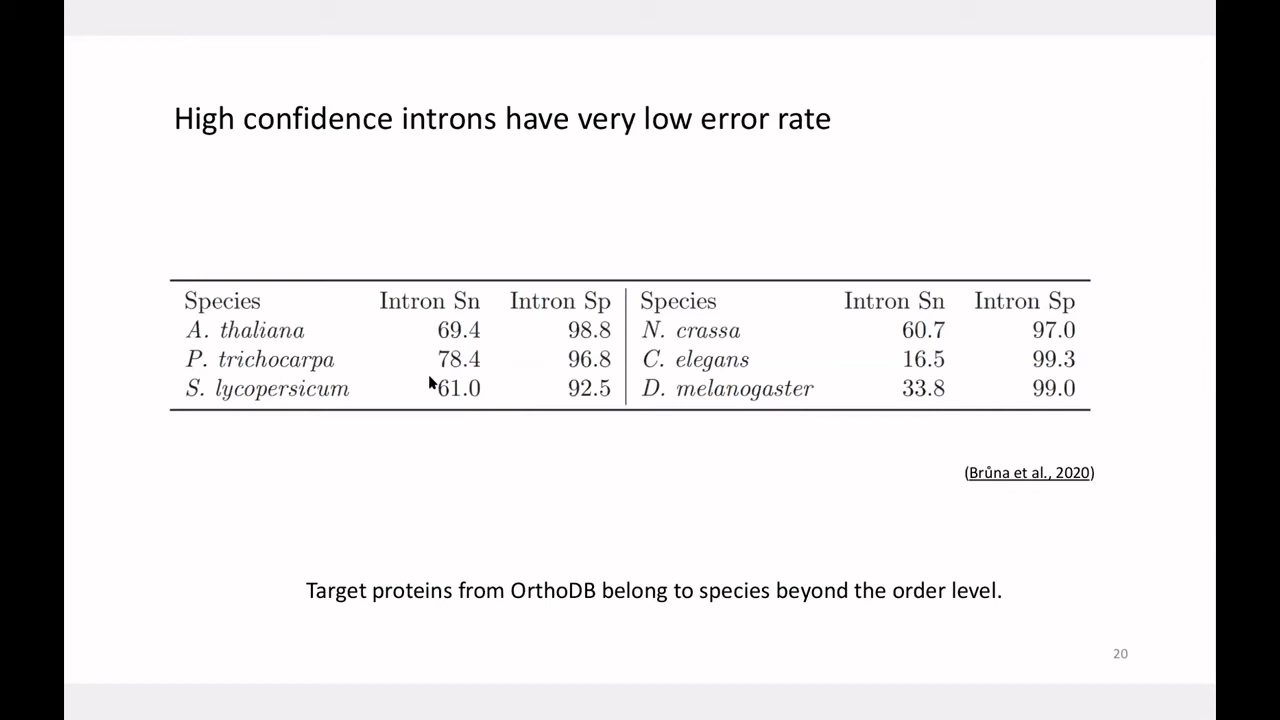 High confidence introns have very low error rate
Species Intron Sn Intron Sp Species Intron Sn Intron Sp
A. thaliana 69.4 98.8 N. crassa 60.7 97.0
P. trichocarpa 78.4 96.8 C. elegans 16.5 99.3
S. lycopersicum 61.0 92.5 D. melanogaster 33.8 99.0
(Brůna et al., 2020)
Target proteins from OrthoDB belong to species beyond the order level.
20